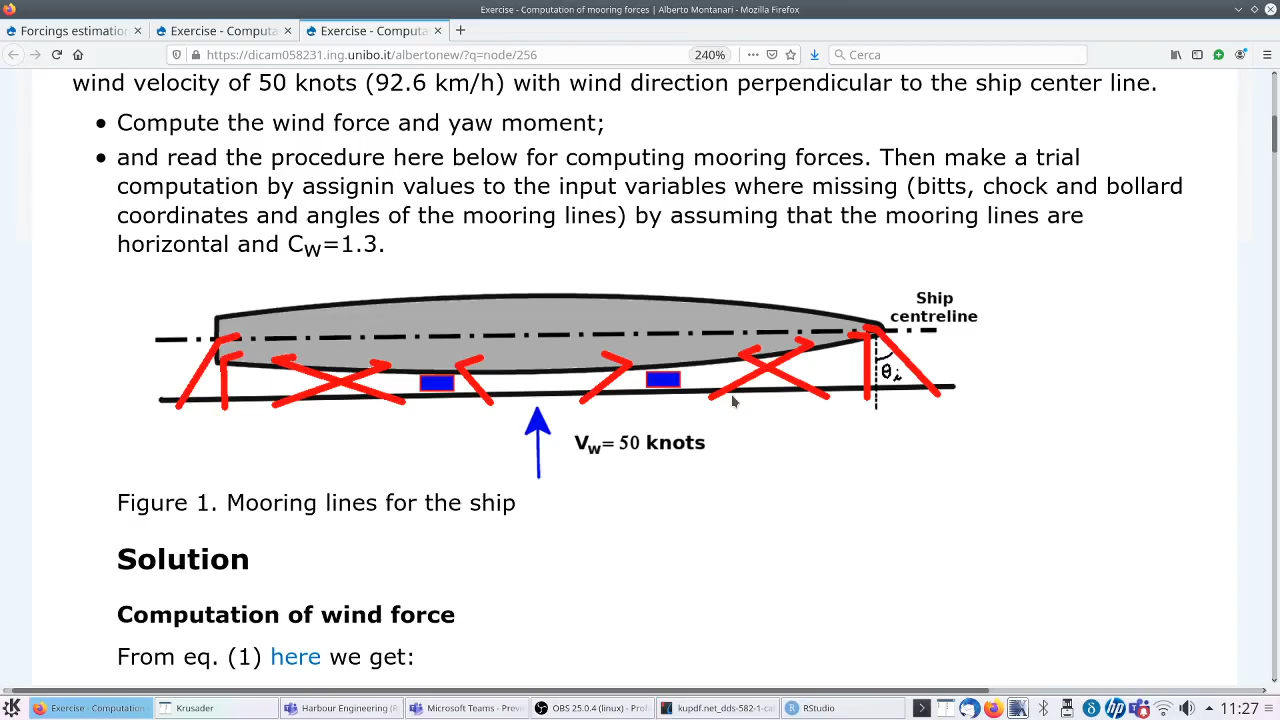 Exercise - Computation of mooring forces | Alberto Montanari - Mozilla Firefox
Forcings estimation
Exercise - Computa
Exercise - Computa
https://dicam058231.ing.unibo.it/albertonew/?q=node/256
240%
Cerca
wind velocity of 50 knots (92.6 km/h) with wind direction perpendicular to the ship center line.
• Compute the wind force and yaw moment;
• and read the procedure here below for computing mooring forces. Then make a trial
computation by assignin values to the input variables where missing (bitts, chock and bollard
coordinates and angles of the mooring lines) by assuming that the mooring lines are
horizontal and Cw=1.3.
Ship
centreline
θi
Vw= 50 knots
Figure 1. Mooring lines for the ship
Solution
Computation of wind force
From eq. (1) here we get:
Exercise - Computation
Krusader
Harbour Engineering (
Microsoft Teams - Prov
OBS 25.0.4 (linux) - Prof
kupdf.net_dds-582-1-cal
RStudio
11:27